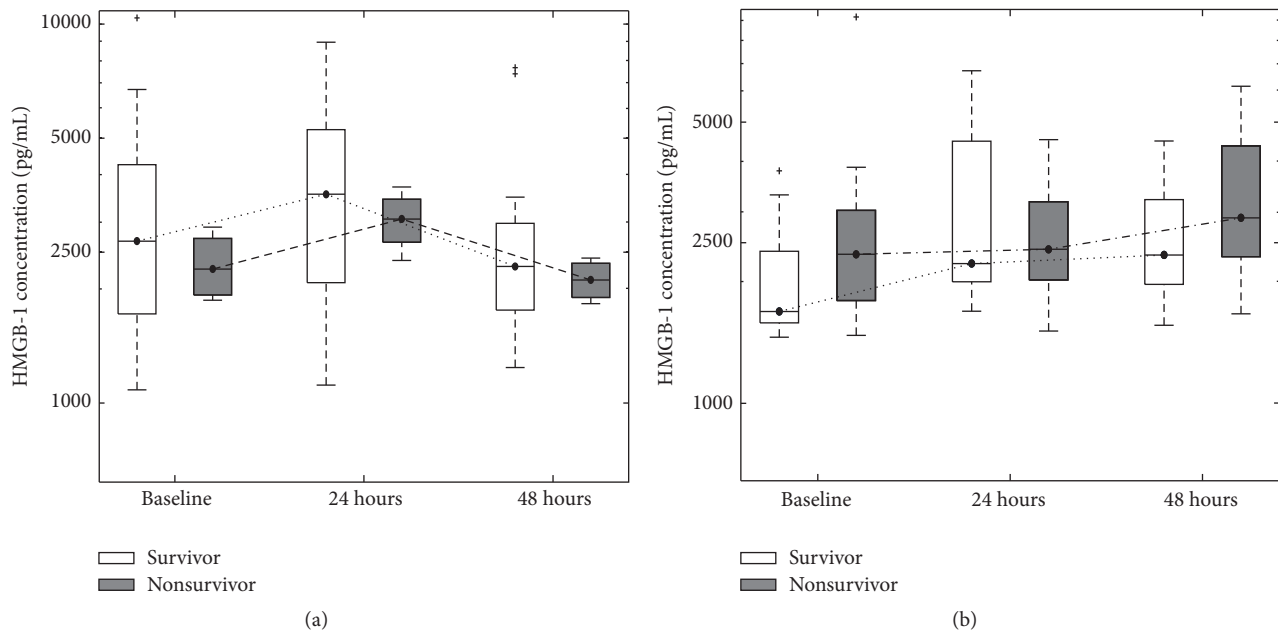 HMGB-1 concentration (pg/mL)
10000
5000
2500
1000
Baseline
24 hours
48 hours
Survivor
Nonsurvivor
(a)
HMGB-1 concentration (pg/mL)
5000
2500
1000
Baseline
24 hours
48 hours
Survivor
Nonsurvivor
(b)